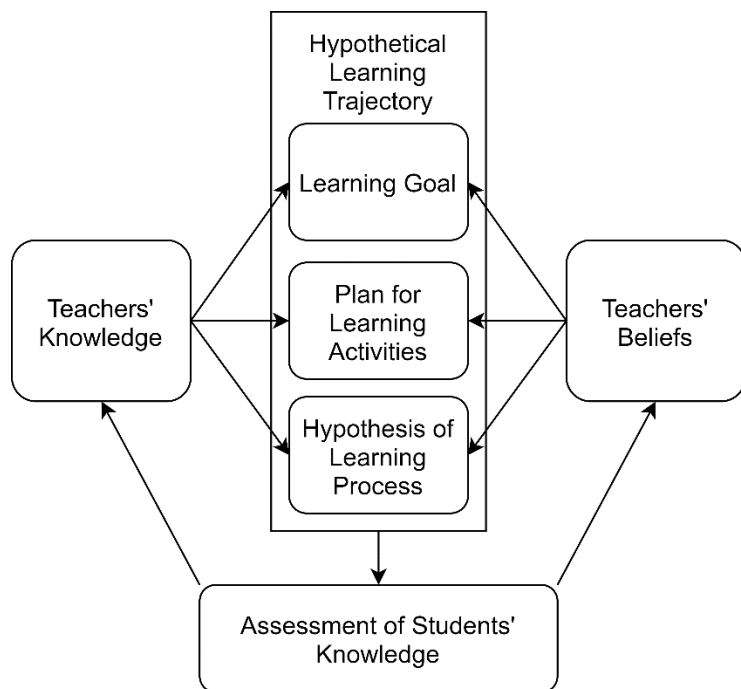 Hypothetical
Learning
Trajectory
Learning Goal
Teachers'
Knowledge
Plan for
Learning
Activities
Teachers'
Beliefs
Hypothesis of
Learning
Process
Assessment of Students'
Knowledge